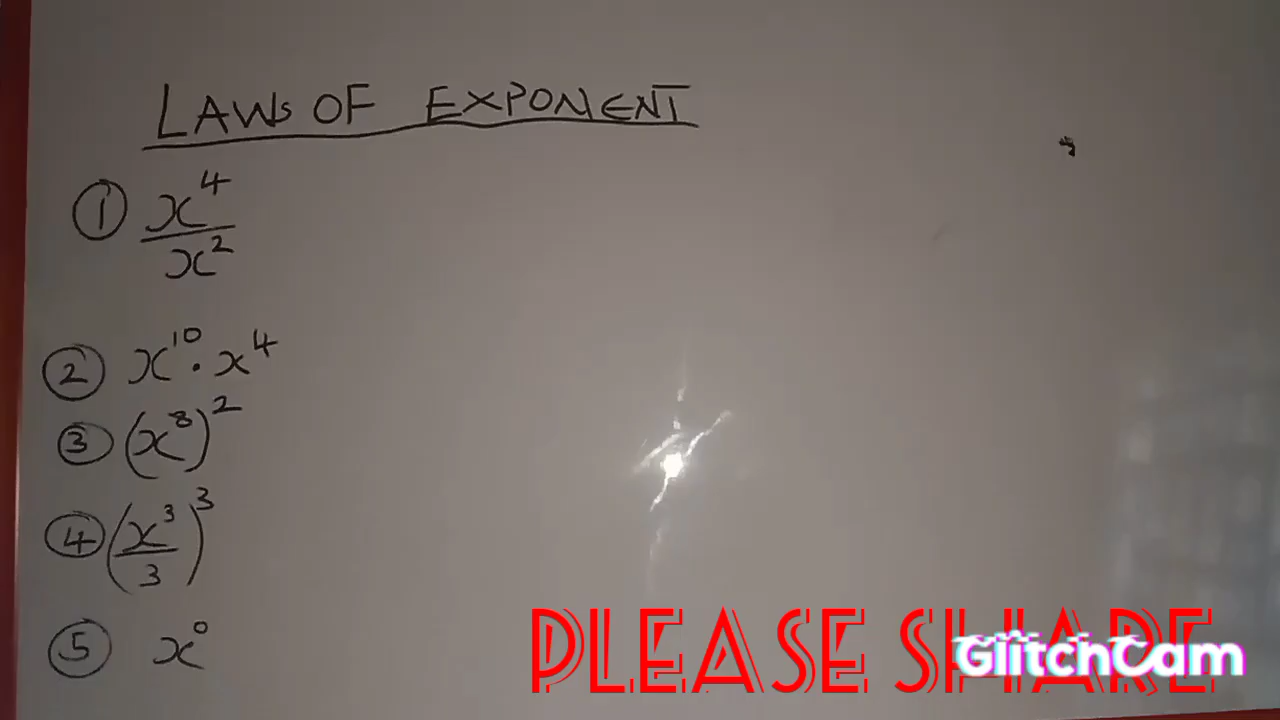 LAWS OF EXPONENT
① x⁴/x²
② x¹⁰ · x⁴
③ (x⁸)²
④ (x³/3)³
⑤ x⁰
PLEASE SHARE
GlitchCam